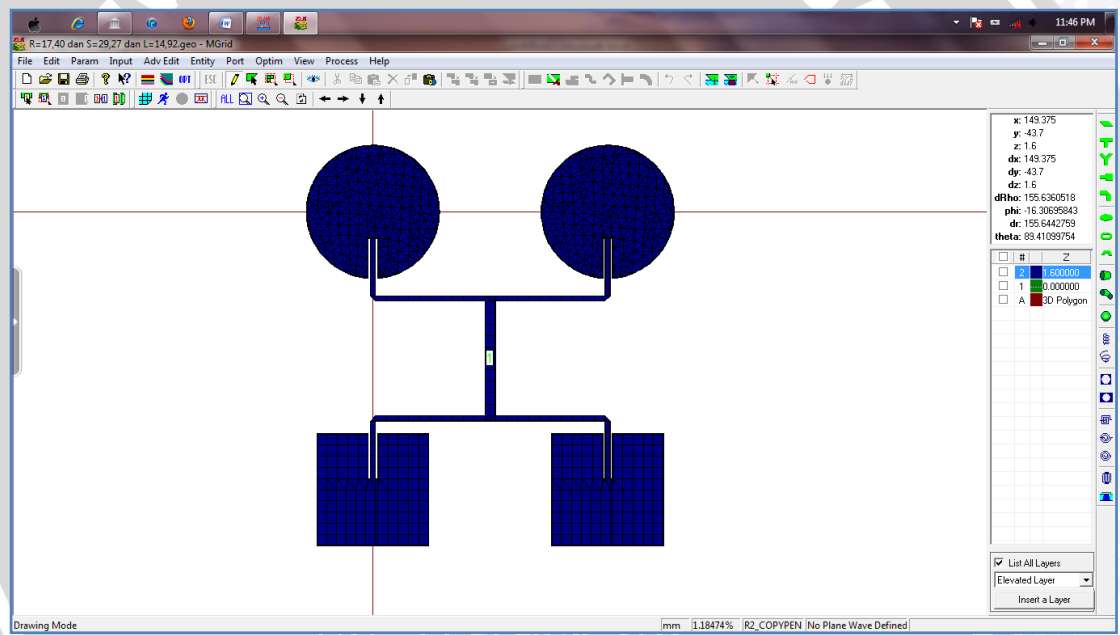 11:46 PM
R=17,40 dan S=29,27 dan L=14,92.geo - MGrid
File Edit Param Input Adv Edit Entity Port Optim View Process Help
ESC
ALL
x: 149.375
y: -43.7
z: 1.6
dx: 149.375
dy: -43.7
dz: 1.6
dRho: 155.6360518
phi: -16.30695843
dr: 155.6442759
theta: 89.41099754
# Z
2 1.600000
1 0.000000
A 3D Polygon
1
List All Layers
Elevated Layer
Insert a Layer
Drawing Mode
mm 1.18474% R2_COPYPEN No Plane Wave Defined